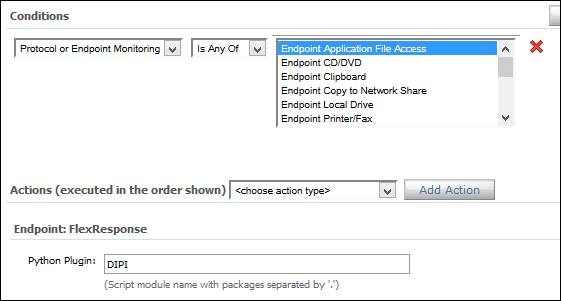 Conditions
Protocol or Endpoint Monitoring Is Any Of Endpoint Application File Access
Endpoint CD/DVD
Endpoint Clipboard
Endpoint Copy to Network Share
Endpoint Local Drive
Endpoint Printer/Fax
Actions (executed in the order shown) <choose action type> Add Action
Endpoint: FlexResponse
Python Plugin: DIPI
(Script module name with packages separated by '.')